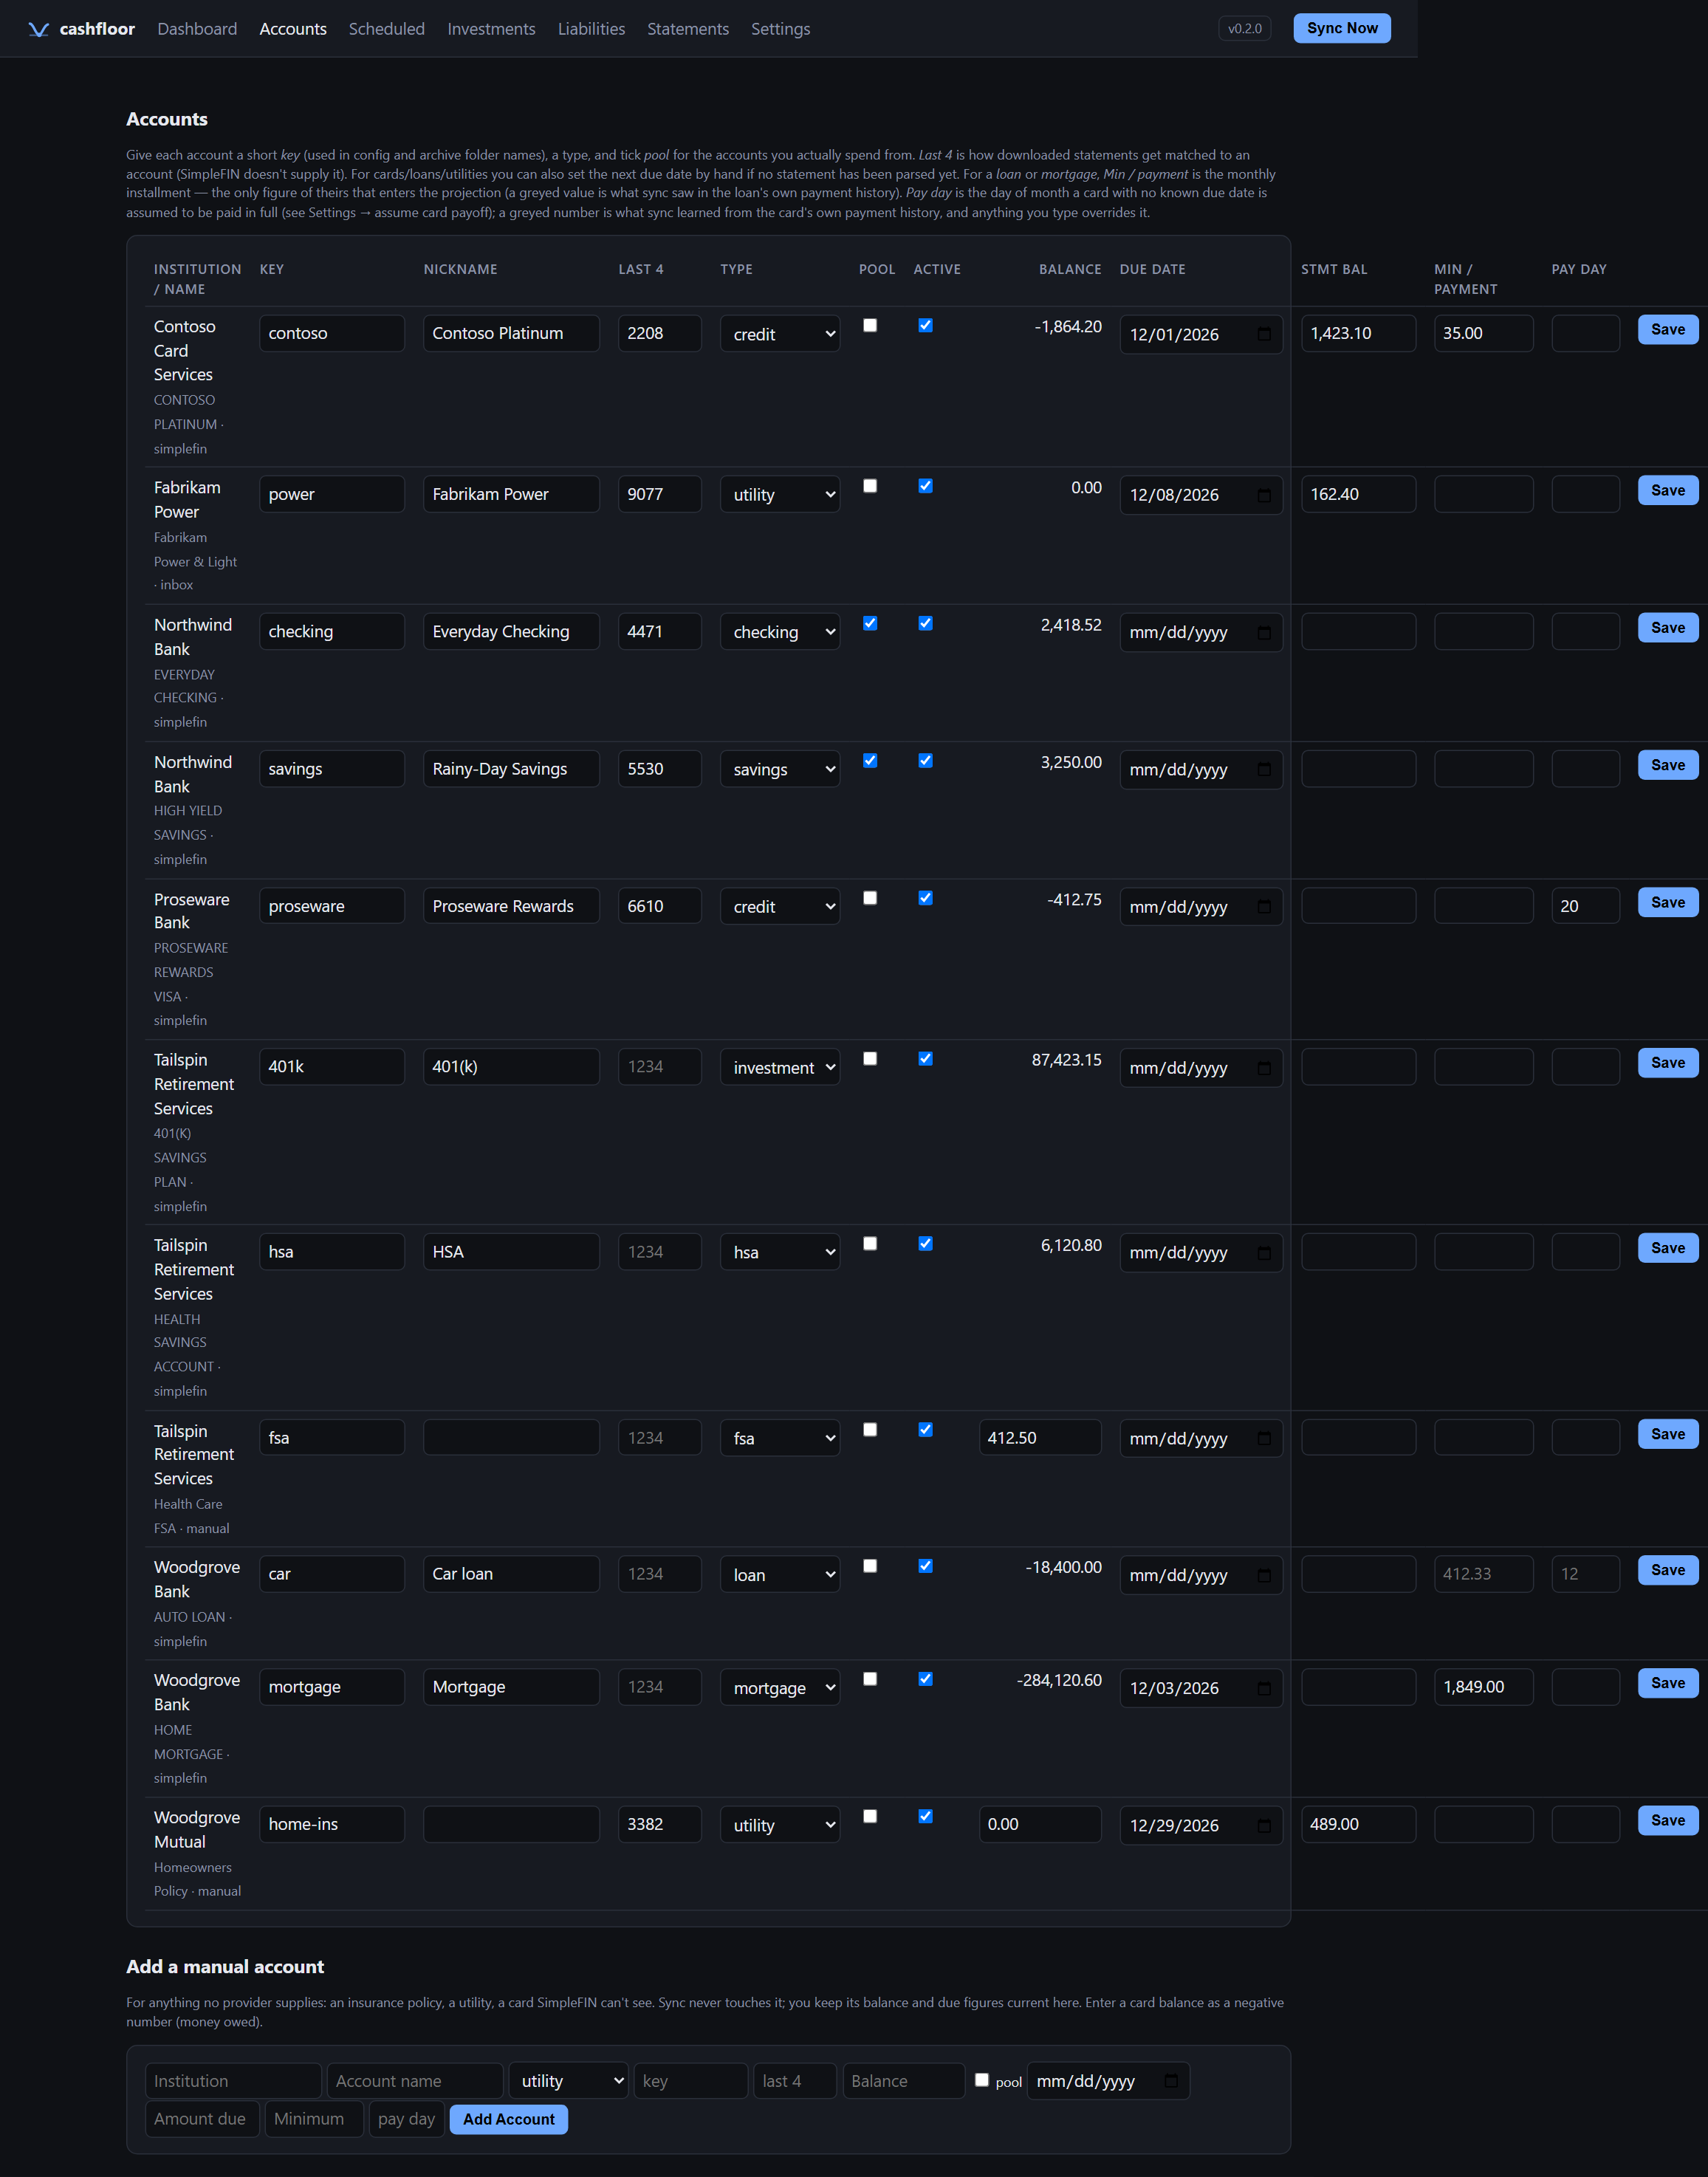 cashfloor Dashboard Accounts Scheduled Investments Liabilities Statements Settings v0.2.0 Sync Now
Accounts
Give each account a short key (used in config and archive folder names), a type, and tick pool for the accounts you actually spend from. Last 4 is how downloaded statements get matched to an
account (SimpleFIN doesn't supply it). For cards/loans/utilities you can also set the next due date by hand if no statement has been parsed yet. For a loan or mortgage, Min / payment is the monthly
installment — the only figure of theirs that enters the projection (a greyed value is what sync saw in the loan's own payment history). Pay day is the day of month a card with no known due date is
assumed to be paid in full (see Settings → assume card payoff); a greyed number is what sync learned from the card's own payment history, and anything you type overrides it.
INSTITUTION KEY NICKNAME LAST 4 TYPE POOL ACTIVE BALANCE DUE DATE STMT BAL MIN / PAY DAY
/ NAME PAYMENT
Contoso contoso Contoso Platinum 2208 credit -1,864.20 12/01/2026 1,423.10 35.00 Save
Card
Services
CONTOSO
PLATINUM ·
simplefin
Fabrikam power Fabrikam Power 9077 utility 0.00 12/08/2026 162.40 Save
Power
Fabrikam
Power & Light
· inbox
Northwind checking Everyday Checking 4471 checking 2,418.52 mm/dd/yyyy Save
Bank
EVERYDAY
CHECKING ·
simplefin
Northwind savings Rainy-Day Savings 5530 savings 3,250.00 mm/dd/yyyy Save
Bank
HIGH YIELD
SAVINGS ·
simplefin
Proseware proseware Proseware Rewards 6610 credit -412.75 mm/dd/yyyy 20 Save
Bank
PROSEWARE
REWARDS
VISA ·
simplefin
Tailspin 401k 401(k) 1234 investment 87,423.15 mm/dd/yyyy Save
Retirement
Services
401(K)
SAVINGS
PLAN ·
simplefin
Tailspin hsa HSA 1234 hsa 6,120.80 mm/dd/yyyy Save
Retirement
Services
HEALTH
SAVINGS
ACCOUNT ·
simplefin
Tailspin fsa 1234 fsa 412.50 mm/dd/yyyy Save
Retirement
Services
Health Care
FSA · manual
Woodgrove car Car loan 1234 loan -18,400.00 mm/dd/yyyy 412.33 12 Save
Bank
AUTO LOAN ·
simplefin
Woodgrove mortgage Mortgage 1234 mortgage -284,120.60 12/03/2026 1,849.00 Save
Bank
HOME
MORTGAGE ·
simplefin
Woodgrove home-ins 3382 utility 0.00 12/29/2026 489.00 Save
Mutual
Homeowners
Policy · manual
Add a manual account
For anything no provider supplies: an insurance policy, a utility, a card SimpleFIN can't see. Sync never touches it; you keep its balance and due figures current here. Enter a card balance as a negative
number (money owed).
Institution Account name utility key last 4 Balance pool mm/dd/yyyy
Amount due Minimum pay day Add Account